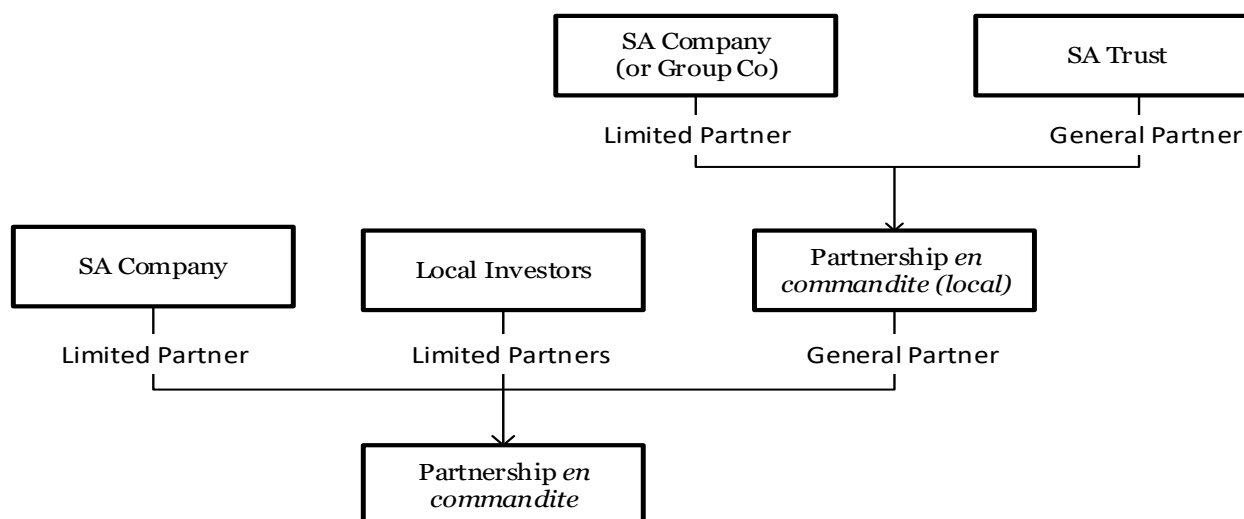 SA Company
(or Group Co)
SA Trust
Limited Partner
General Partner
SA Company
Local Investors
Partnership en
commandite (local)
Limited Partner
Limited Partners
General Partner
Partnership en
commandite